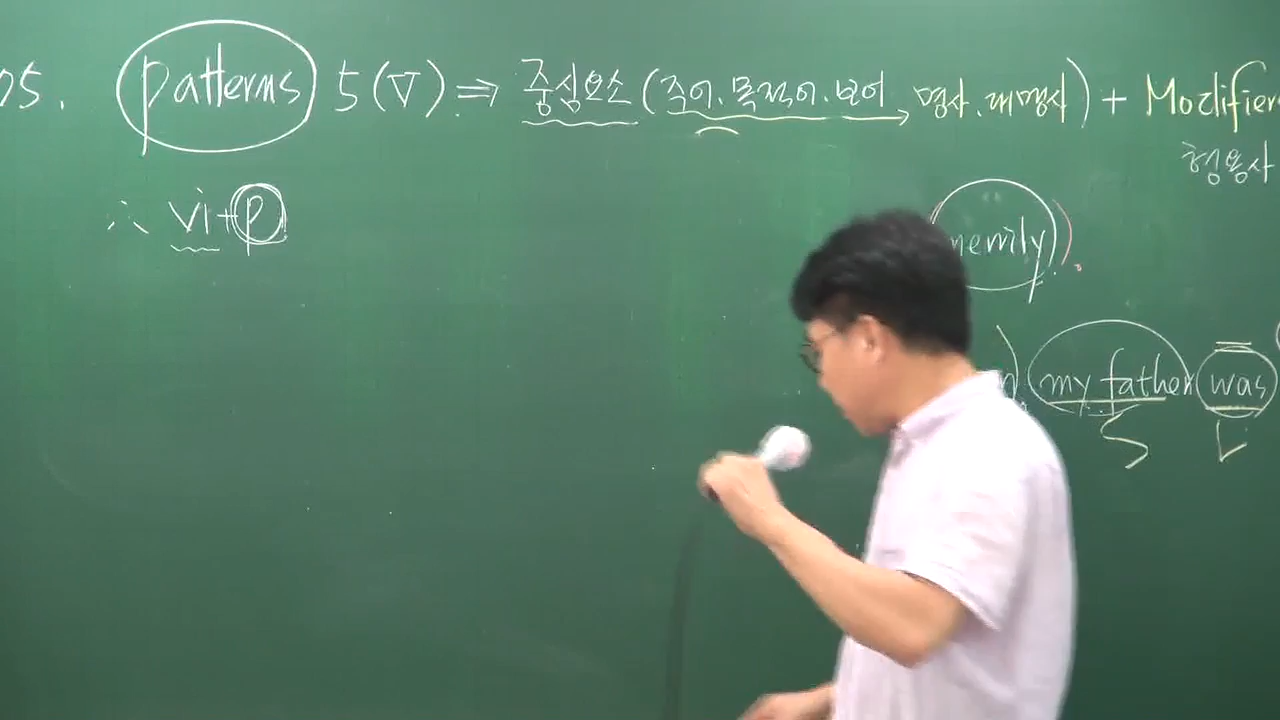 05. patterns 5(▽) ⇒ 중심요소 (주어. 목적어. 보어, 명사. 대명사) + Modifier
형용사
∴ vi + p
merrily).
my father was
S V